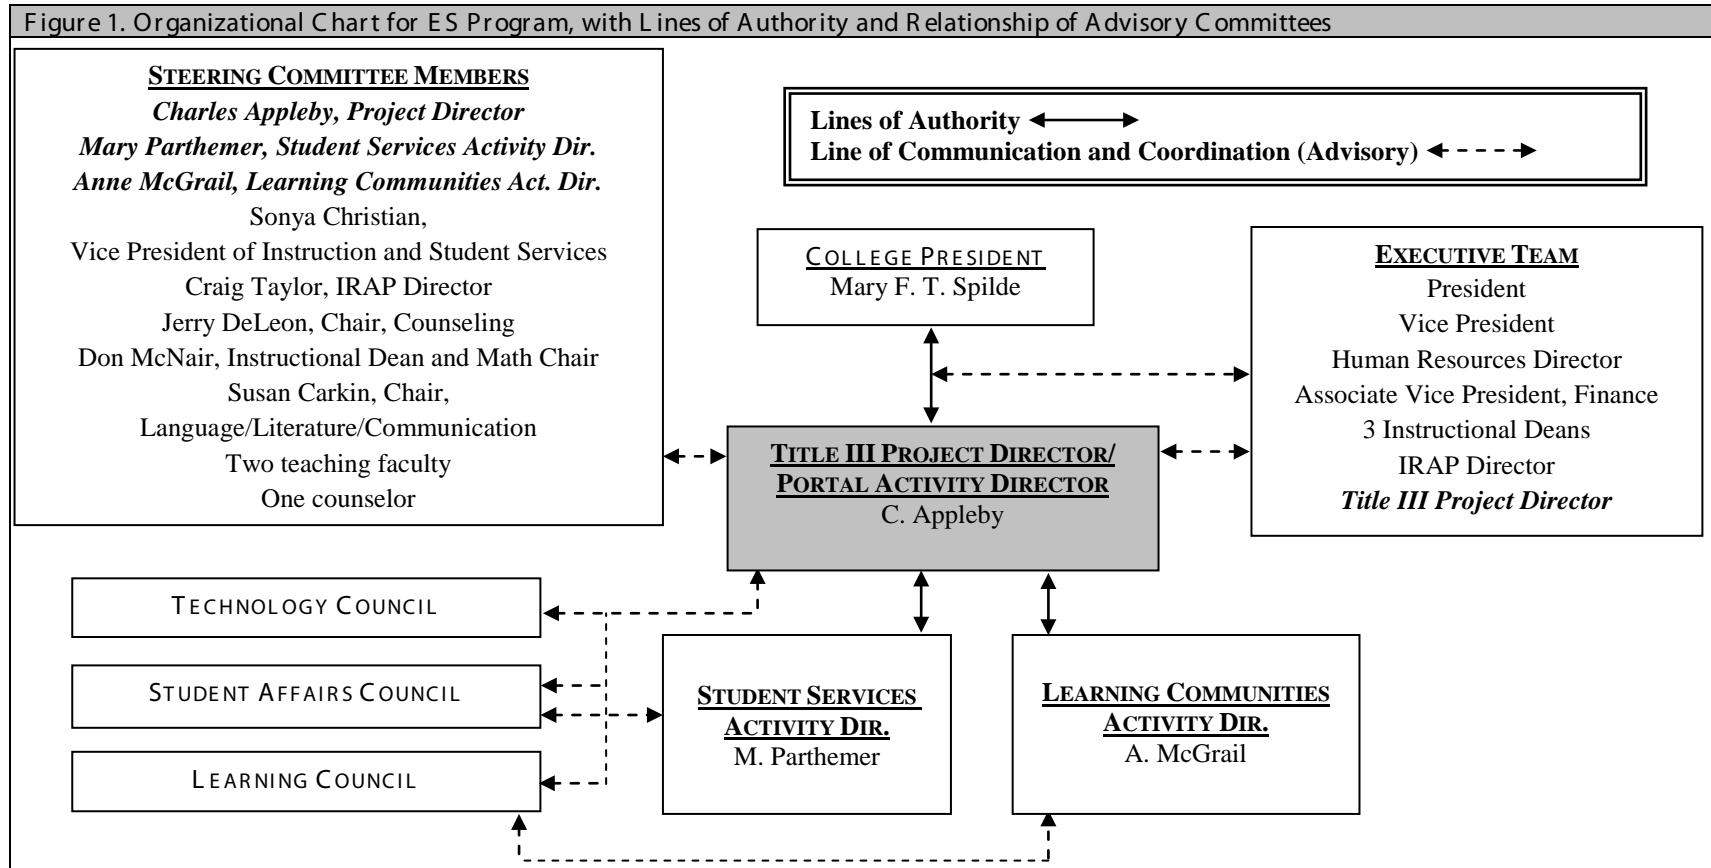 Figure 1. Organizational Chart for ES Program, with Lines of Authority and Relationship of Advisory Committees
STEERING COMMITTEE MEMBERS
Charles Appleby, Project Director
Mary Parthemer, Student Services Activity Dir.
Anne McGrail, Learning Communities Act. Dir.
Sonya Christian,
Vice President of Instruction and Student Services
Craig Taylor, IRAP Director
Jerry DeLeon, Chair, Counseling
Don McNair, Instructional Dean and Math Chair
Susan Carkin, Chair,
Language/Literature/Communication
Two teaching faculty
One counselor
Lines of Authority
Line of Communication and Coordination (Advisory)
COLLEGE PRESIDENT
Mary F. T. Spilde
EXECUTIVE TEAM
President
Vice President
Human Resources Director
Associate Vice President, Finance
3 Instructional Deans
IRAP Director
Title III Project Director
TITLE III PROJECT DIRECTOR/
PORTAL ACTIVITY DIRECTOR
C. Appleby
TECHNOLOGY COUNCIL
STUDENT AFFAIRS COUNCIL
LEARNING COUNCIL
STUDENT SERVICES
ACTIVITY DIR.
M. Parthemer
LEARNING COMMUNITIES
ACTIVITY DIR.
A. McGrail